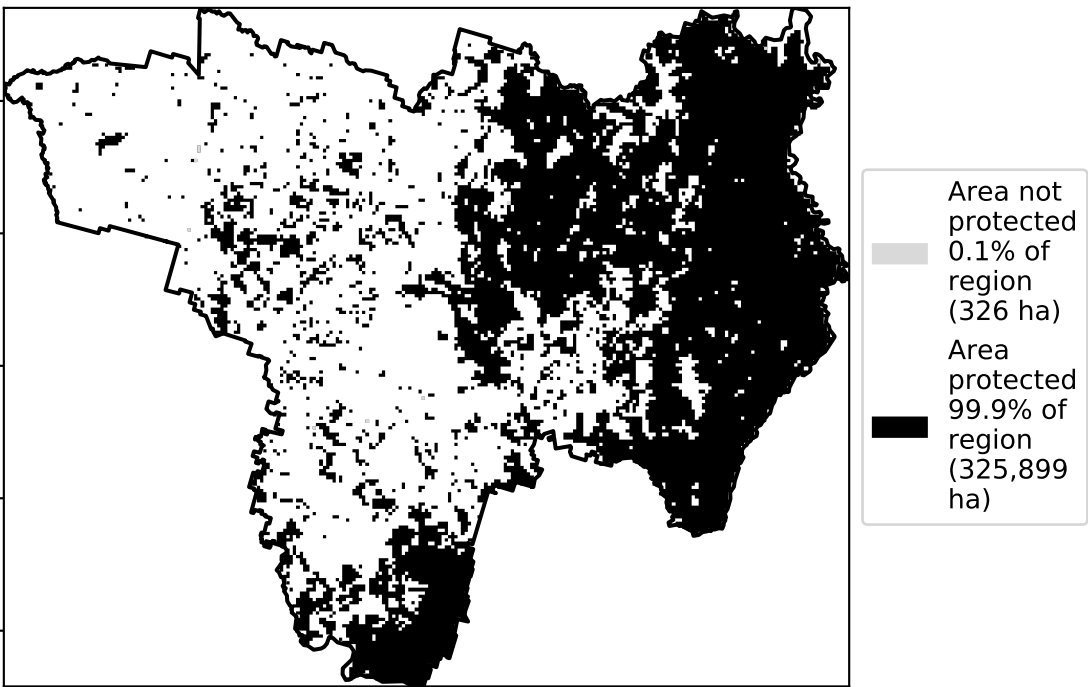 Area not
protected
0.1% of
region
(326 ha)
Area
protected
99.9% of
region
(325,899
ha)